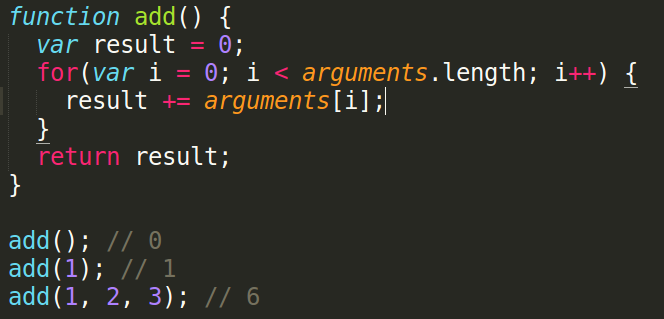 function add() {
  var result = 0;
  for(var i = 0; i < arguments.length; i++) {
    result += arguments[i];
  }
  return result;
}

add(); // 0
add(1); // 1
add(1, 2, 3); // 6